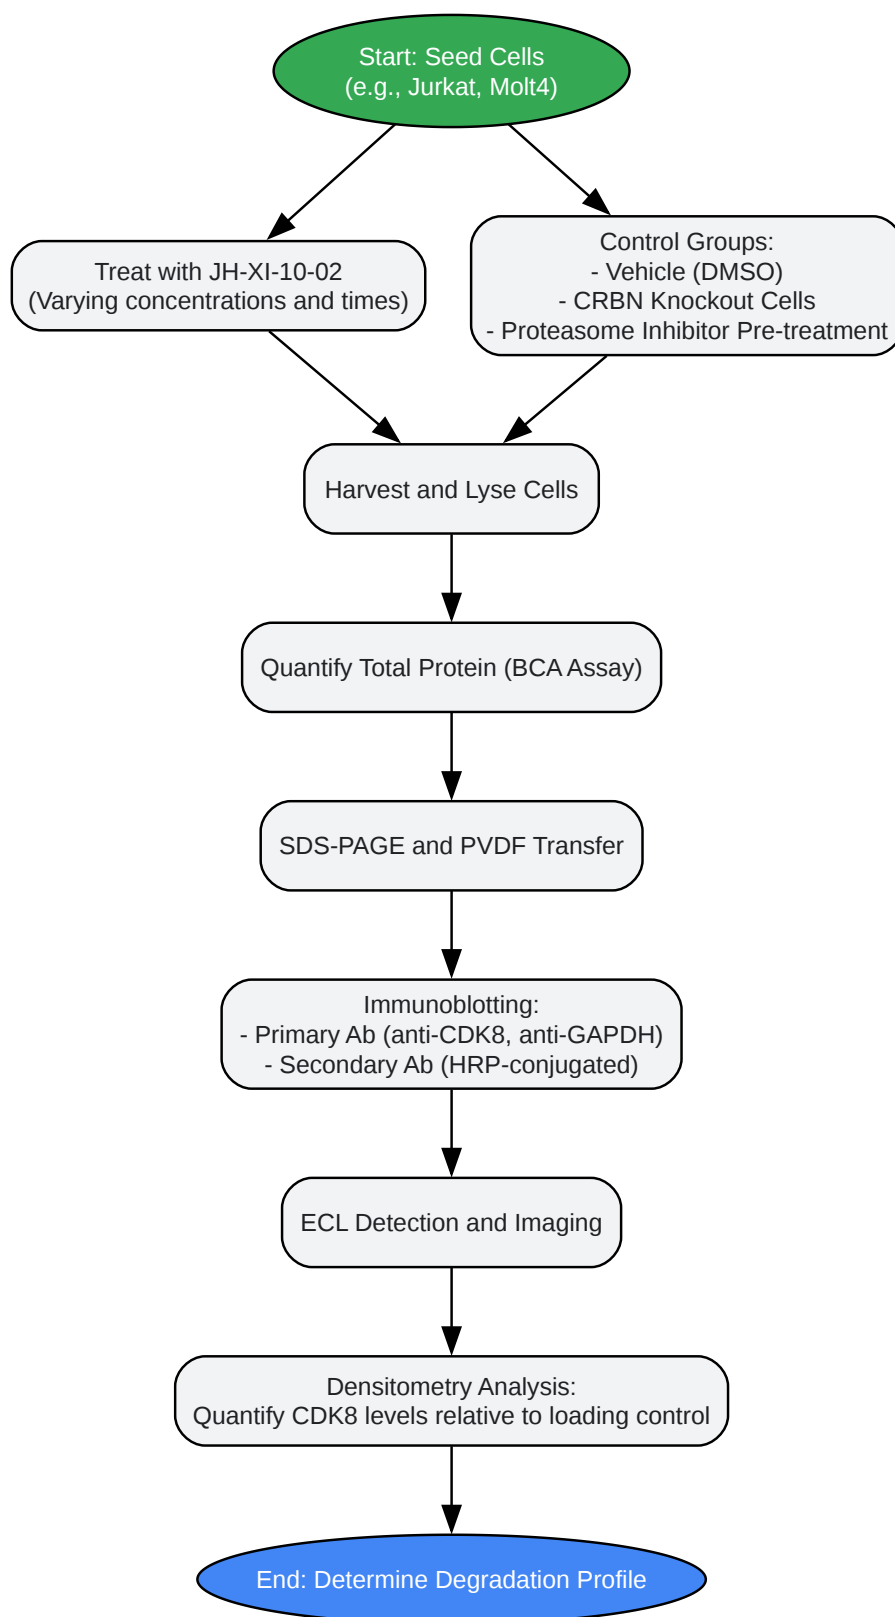 Start: Seed Cells
(e.g., Jurkat, Molt4)
Treat with JH-XI-10-02
(Varying concentrations and times)
Control Groups:
- Vehicle (DMSO)
- CRBN Knockout Cells
- Proteasome Inhibitor Pre-treatment
Harvest and Lyse Cells
Quantify Total Protein (BCA Assay)
SDS-PAGE and PVDF Transfer
Immunoblotting:
- Primary Ab (anti-CDK8, anti-GAPDH)
- Secondary Ab (HRP-conjugated)
ECL Detection and Imaging
Densitometry Analysis:
Quantify CDK8 levels relative to loading control
End: Determine Degradation Profile